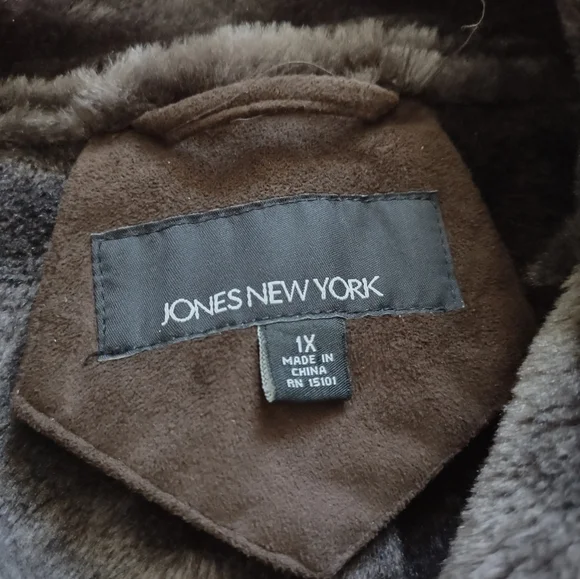 JONES NEW YORK
1X
MADE IN
CHINA
RN 15101